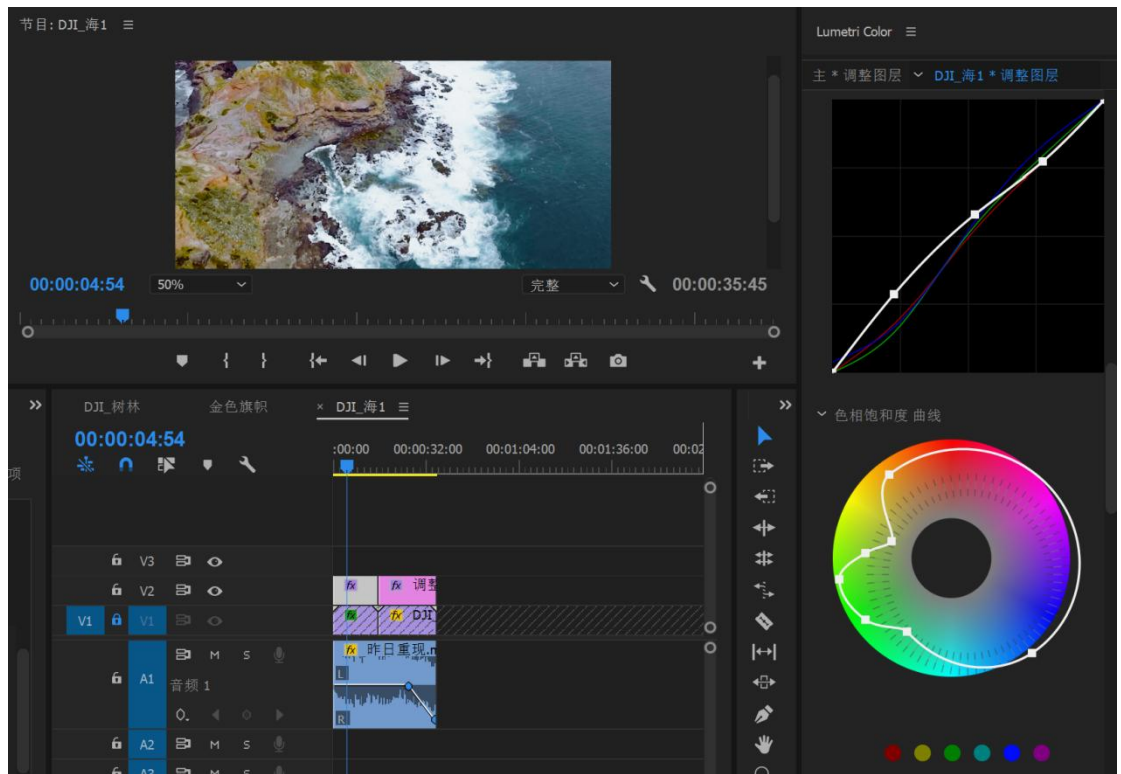 节目: DJI_海1
00:00:04:54
50%
完整
00:00:35:45
Lumetri Color
主 * 调整图层
DJI_海1 * 调整图层
色相饱和度 曲线
DJI_树林
金色旗帜
× DJI_海1
00:00:04:54
项
:00:00
00:00:32:00
00:01:04:00
00:01:36:00
00:02
V3
V2
fx
fx 调整
V1
V1
fx
fx DJI
M S
fx 昨日重现.m
L
A1
音频 1
R
A2
M S
A3
M S